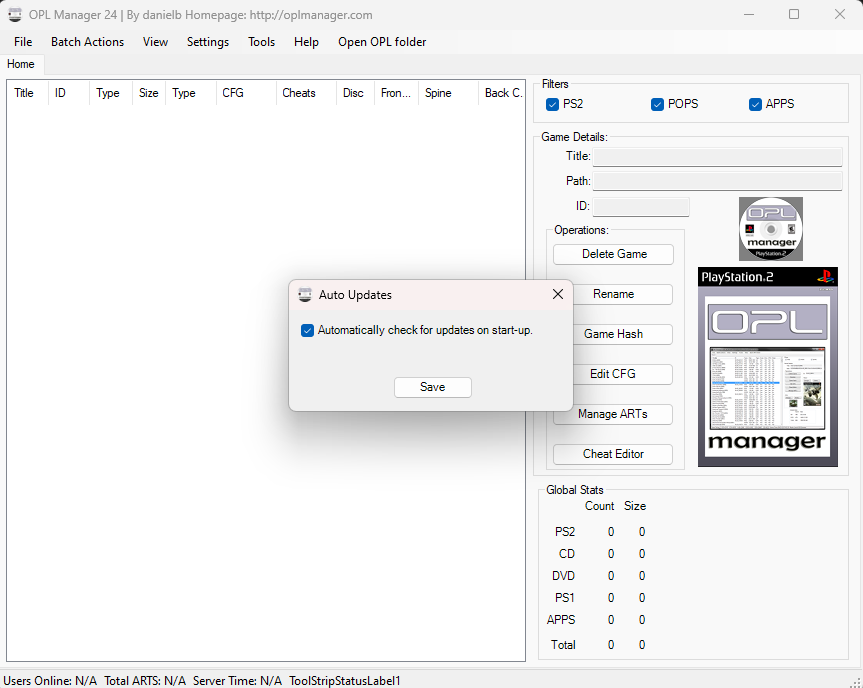 OPL Manager 24 | By danielb Homepage: http://oplmanager.com
File Batch Actions View Settings Tools Help Open OPL folder
Home
Title ID Type Size Type CFG Cheats Disc Fron... Spine Back C.
Filters
PS2 POPS APPS
Game Details:
Title:
Path:
ID:
Operations:
Delete Game
Rename
Game Hash
Edit CFG
Manage ARTs
Cheat Editor
OPL
manager
PlayStation.2
PlayStation.2
OPL
manager
Auto Updates
Automatically check for updates on start-up.
Save
Global Stats
Count Size
PS2 0 0
CD 0 0
DVD 0 0
PS1 0 0
APPS 0 0
Total 0 0
Users Online: N/A Total ARTS: N/A Server Time: N/A ToolStripStatusLabel1